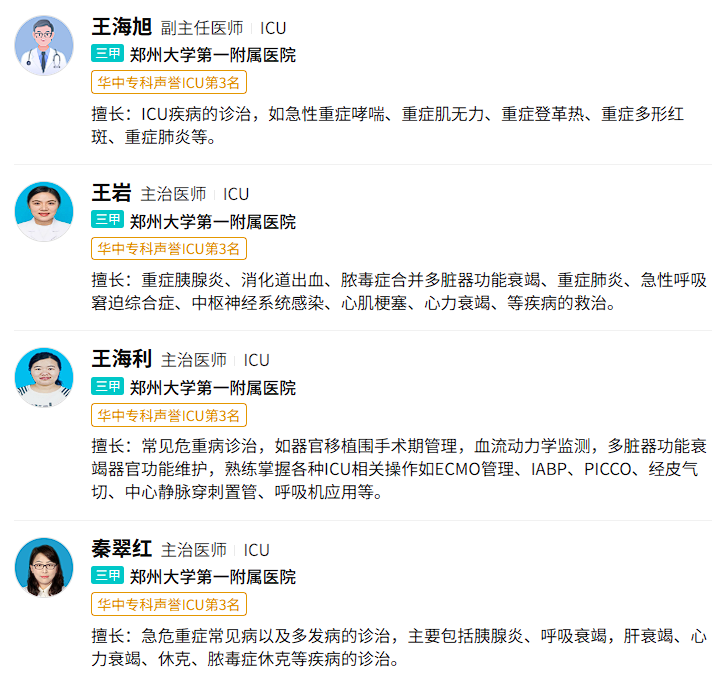 王海旭 副主任医师 ICU
三甲 郑州大学第一附属医院
华中专科声誉ICU第3名
擅长：ICU疾病的诊治，如急性重症哮喘、重症肌无力、重症登革热、重症多形红
斑、重症肺炎等。
王岩 主治医师 ICU
三甲 郑州大学第一附属医院
华中专科声誉ICU第3名
擅长：重症胰腺炎、消化道出血、脓毒症合并多脏器功能衰竭、重症肺炎、急性呼吸
窘迫综合症、中枢神经系统感染、心肌梗塞、心力衰竭、等疾病的救治。
王海利 主治医师 ICU
三甲 郑州大学第一附属医院
华中专科声誉ICU第3名
擅长：常见危重病诊治，如器官移植围手术期管理，血流动力学监测，多脏器功能衰
竭器官功能维护，熟练掌握各种ICU相关操作如ECMO管理、IABP、PICCO、经皮气
切、中心静脉穿刺置管、呼吸机应用等。
秦翠红 主治医师 ICU
三甲 郑州大学第一附属医院
华中专科声誉ICU第3名
擅长：急危重症常见病以及多发病的诊治，主要包括胰腺炎、呼吸衰竭，肝衰竭、心
力衰竭、休克、脓毒症休克等疾病的诊治。